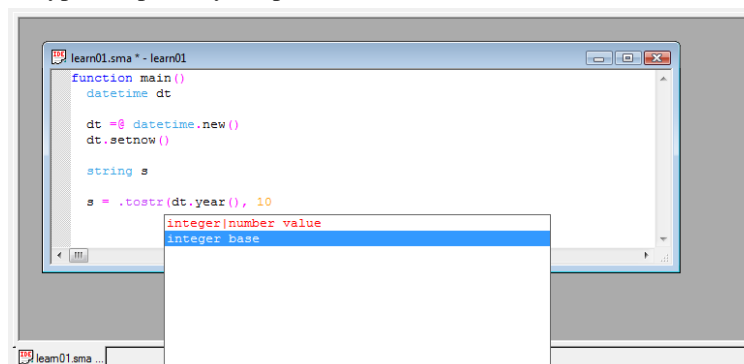 learn01.sma * - learn01
function main()
datetime dt
dt =@ datetime.new()
dt.setnow()
string s
s = .tostr(dt.year(), 10
integer|number value
integer base
learn01.sma ...